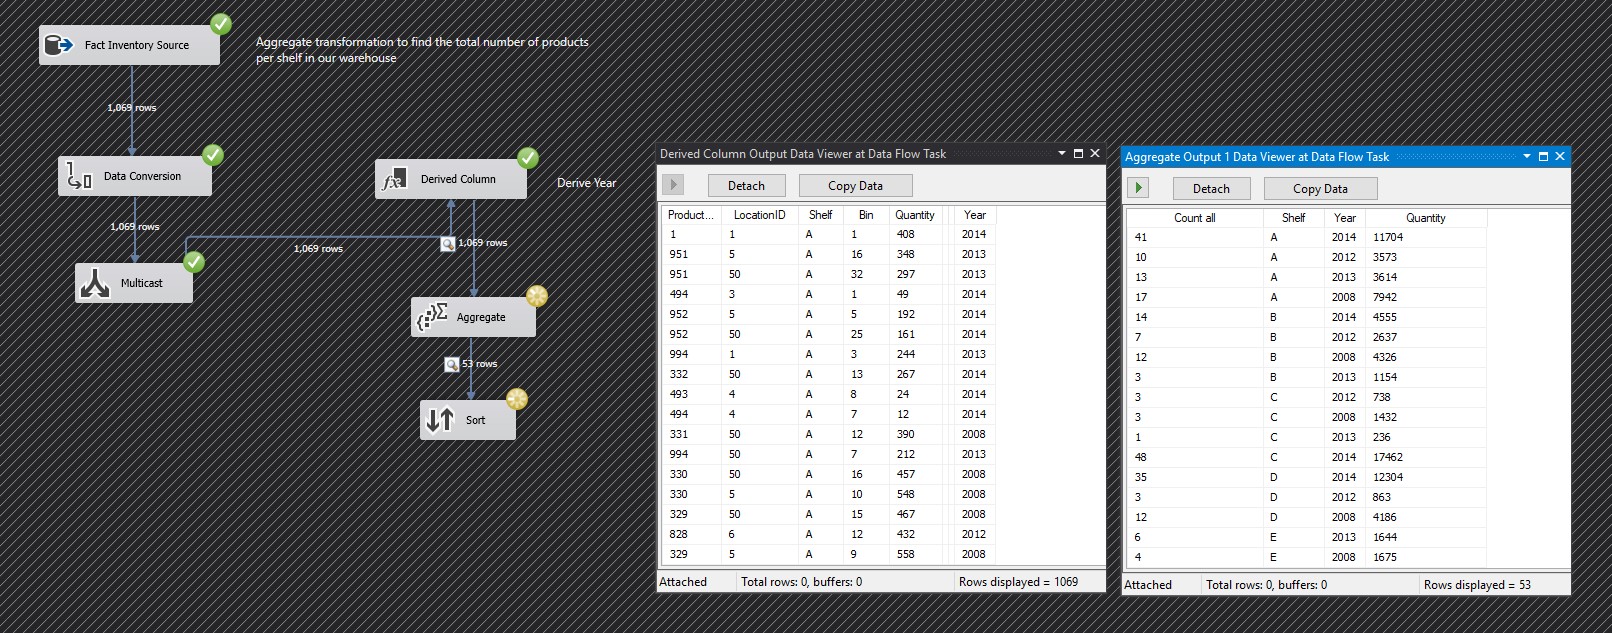 Fact Inventory Source
Aggregate transformation to find the total number of products
per shelf in our warehouse
1,069 rows
Data Conversion
1,069 rows
Multicast
1,069 rows
Derived Column
Derive Year
1,069 rows
Aggregate
53 rows
Sort
Derived Column Output Data Viewer at Data Flow Task
Detach Copy Data
Product... LocationID Shelf Bin Quantity Year
1 1 A 1 408 2014
951 5 A 16 348 2013
951 50 A 32 297 2013
494 3 A 1 49 2014
952 5 A 5 192 2014
952 50 A 25 161 2014
994 1 A 3 244 2013
332 50 A 13 267 2014
493 4 A 8 24 2014
494 4 A 7 12 2014
331 50 A 12 390 2008
994 50 A 7 212 2013
330 50 A 16 457 2008
330 5 A 10 548 2008
329 50 A 15 467 2008
828 6 A 12 432 2012
329 5 A 9 558 2008
Attached Total rows: 0, buffers: 0 Rows displayed = 1069
Aggregate Output 1 Data Viewer at Data Flow Task
Detach Copy Data
Count all Shelf Year Quantity
41 A 2014 11704
10 A 2012 3573
13 A 2013 3614
17 A 2008 7942
14 B 2014 4555
7 B 2012 2637
12 B 2008 4326
3 B 2013 1154
3 C 2012 738
3 C 2008 1432
1 C 2013 236
48 C 2014 17462
35 D 2014 12304
3 D 2012 863
12 D 2008 4186
6 E 2013 1644
4 E 2008 1675
Attached Total rows: 0, buffers: 0 Rows displayed = 53